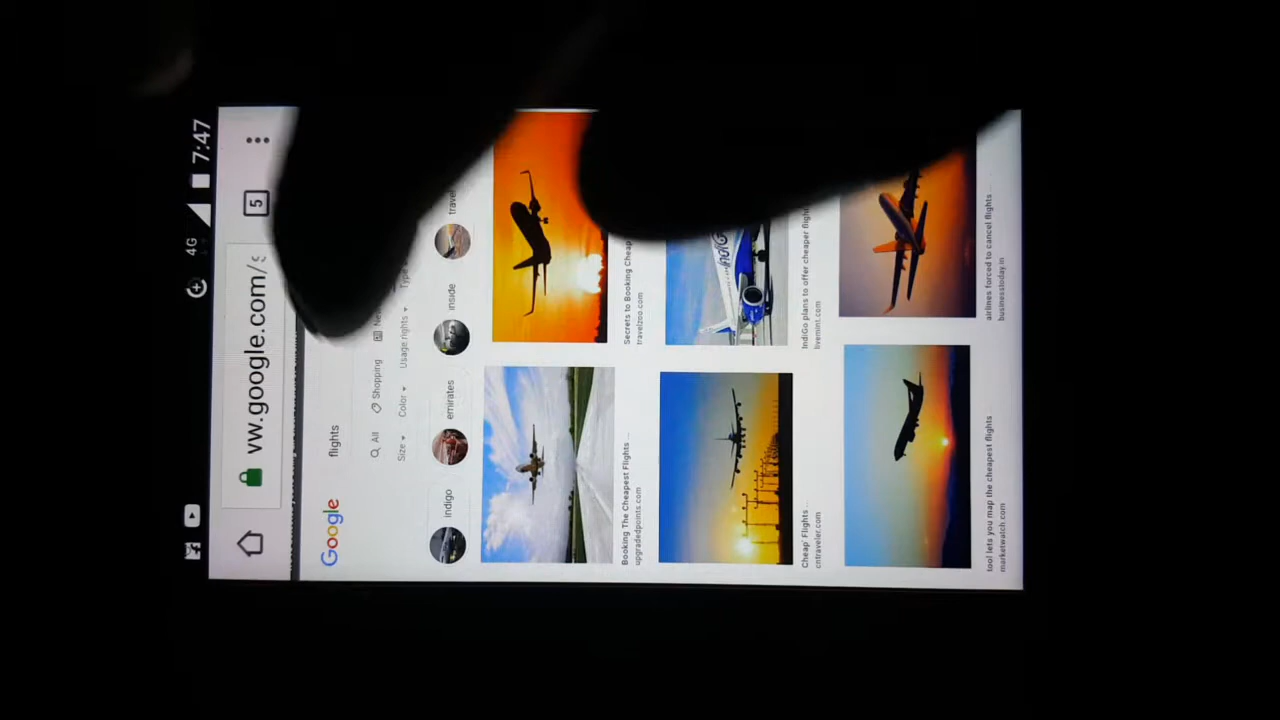 4G 7:47
vw.google.com/s
5
Google
flights
All Shopping
Size Color Usage rights Type
indigo emirates inside travel
Booking The Cheapest Flights
upgradedpoints.com
Secrets to Booking Cheap
travelzoo.com
Cheap' Flights
cntraveler.com
IndiGo plans to offer cheaper
livemint.com
tool lets you map the cheapest flights
marketwatch.com
airlines forced to cancel flights
businesstoday.in